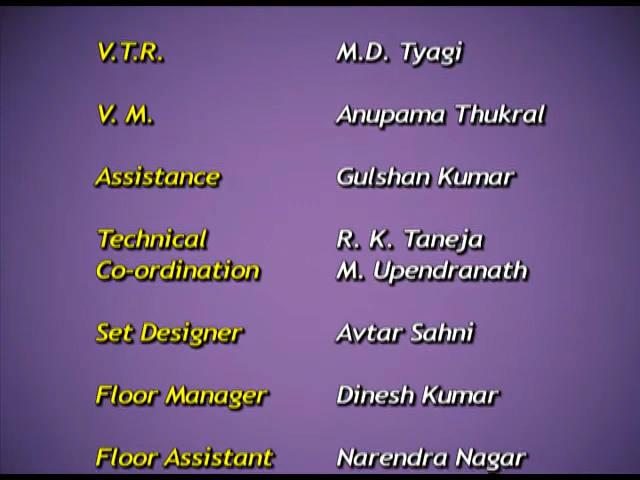 V.T.R. M.D. Tyagi
V. M. Anupama Thukral
Assistance Gulshan Kumar
Technical R. K. Taneja
Co-ordination M. Upendranath
Set Designer Avtar Sahni
Floor Manager Dinesh Kumar
Floor Assistant Narendra Nagar